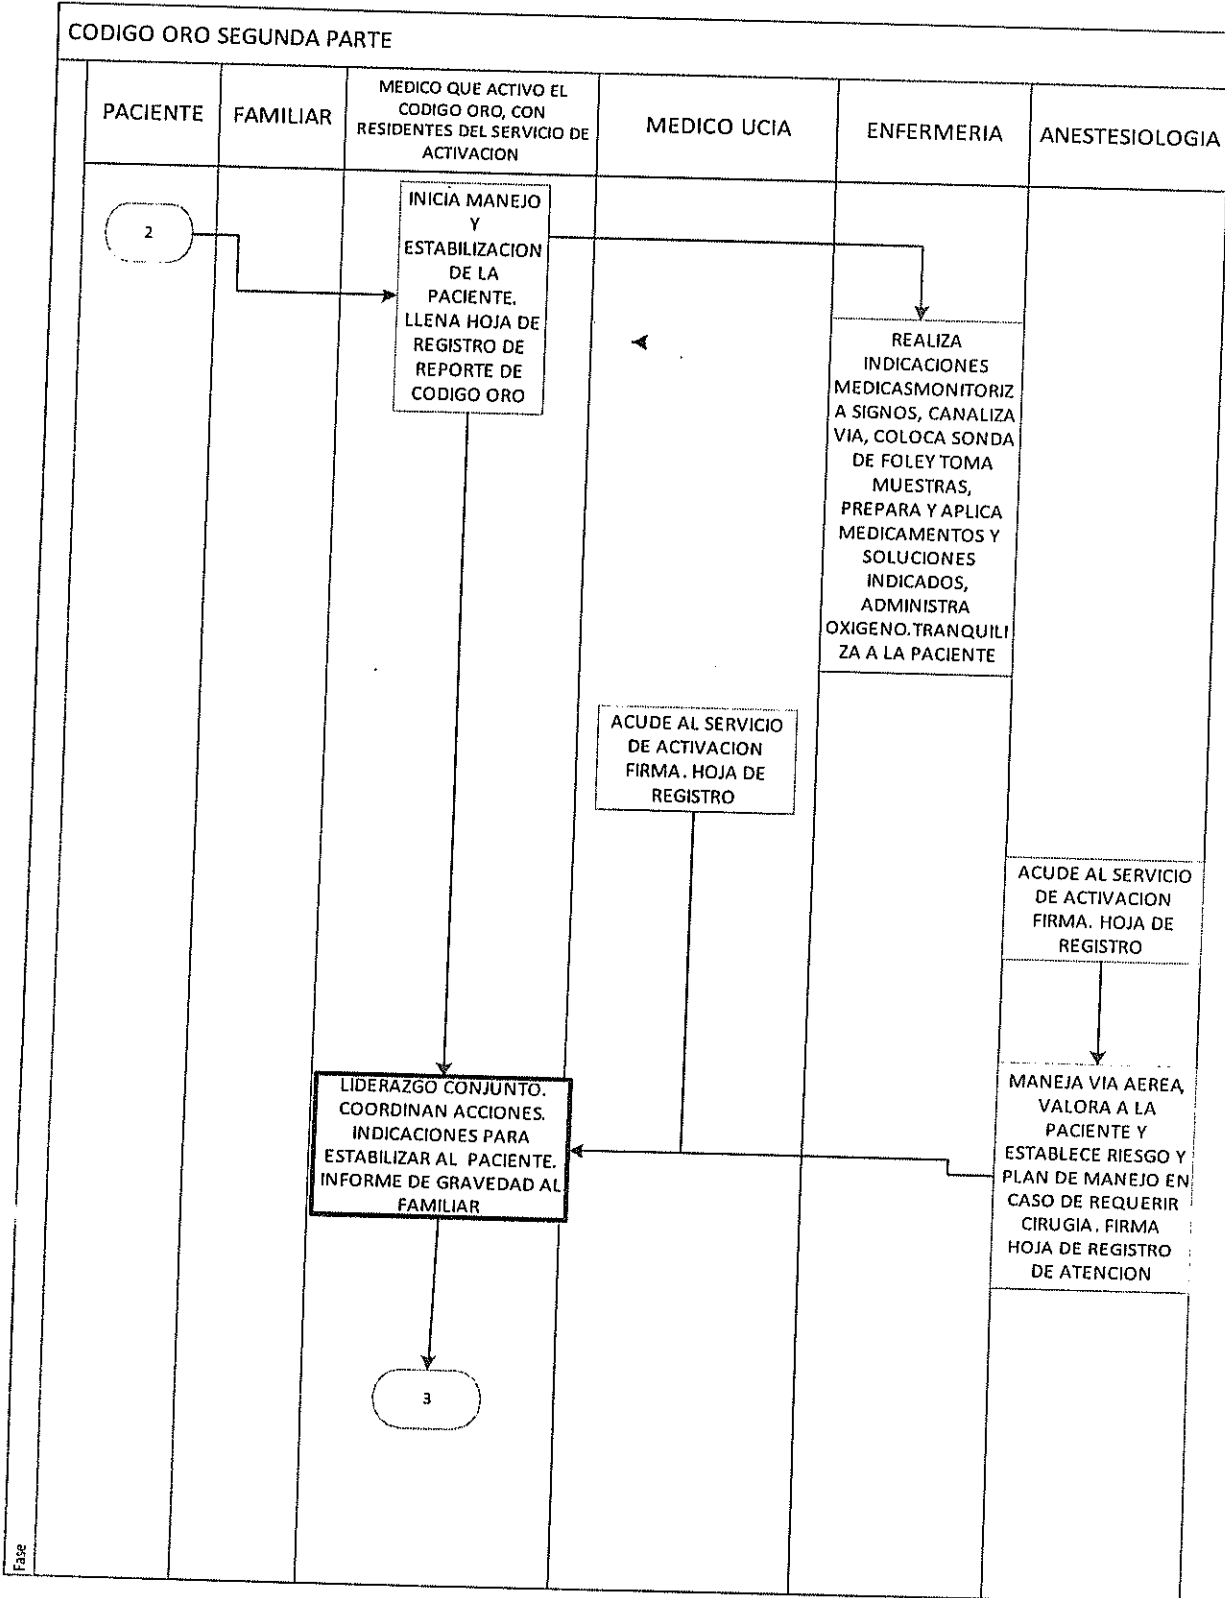 CODIGO ORO SEGUNDA PARTE
PACIENTE
FAMILIAR
MEDICO QUE ACTIVO EL
CODIGO ORO, CON
RESIDENTES DEL SERVICIO DE
ACTIVACION
MEDICO UCIA
ENFERMERIA
ANESTESIOLOGIA
2
INICIA MANEJO
Y
ESTABILIZACION
DE LA
PACIENTE.
LLENA HOJA DE
REGISTRO DE
REPORTE DE
CODIGO ORO
REALIZA
INDICACIONES
MEDICASMONITORIZ
A SIGNOS, CANALIZA
VIA, COLOCA SONDA
DE FOLEY TOMA
MUESTRAS,
PREPARA Y APLICA
MEDICAMENTOS Y
SOLUCIONES
INDICADOS,
ADMINISTRA
OXIGENO.TRANQUILI
ZA A LA PACIENTE
ACUDE AL SERVICIO
DE ACTIVACION
FIRMA. HOJA DE
REGISTRO
ACUDE AL SERVICIO
DE ACTIVACION
FIRMA. HOJA DE
REGISTRO
LIDERAZGO CONJUNTO.
COORDINAN ACCIONES.
INDICACIONES PARA
ESTABILIZAR AL PACIENTE.
INFORME DE GRAVEDAD AL
FAMILIAR
MANEJA VIA AEREA,
VALORA A LA
PACIENTE Y
ESTABLECE RIESGO Y
PLAN DE MANEJO EN
CASO DE REQUERIR
CIRUGIA. FIRMA
HOJA DE REGISTRO
DE ATENCION
3
Fase